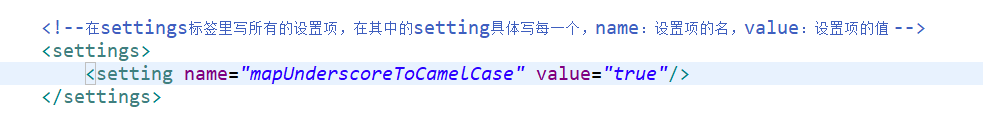 <!--在settings标签里写所有的设置项，在其中的setting具体写每一个，name：设置项的名，value：设置项的值 -->
<settings>
<setting name="mapUnderscoreToCamelCase" value="true"/>
</settings>